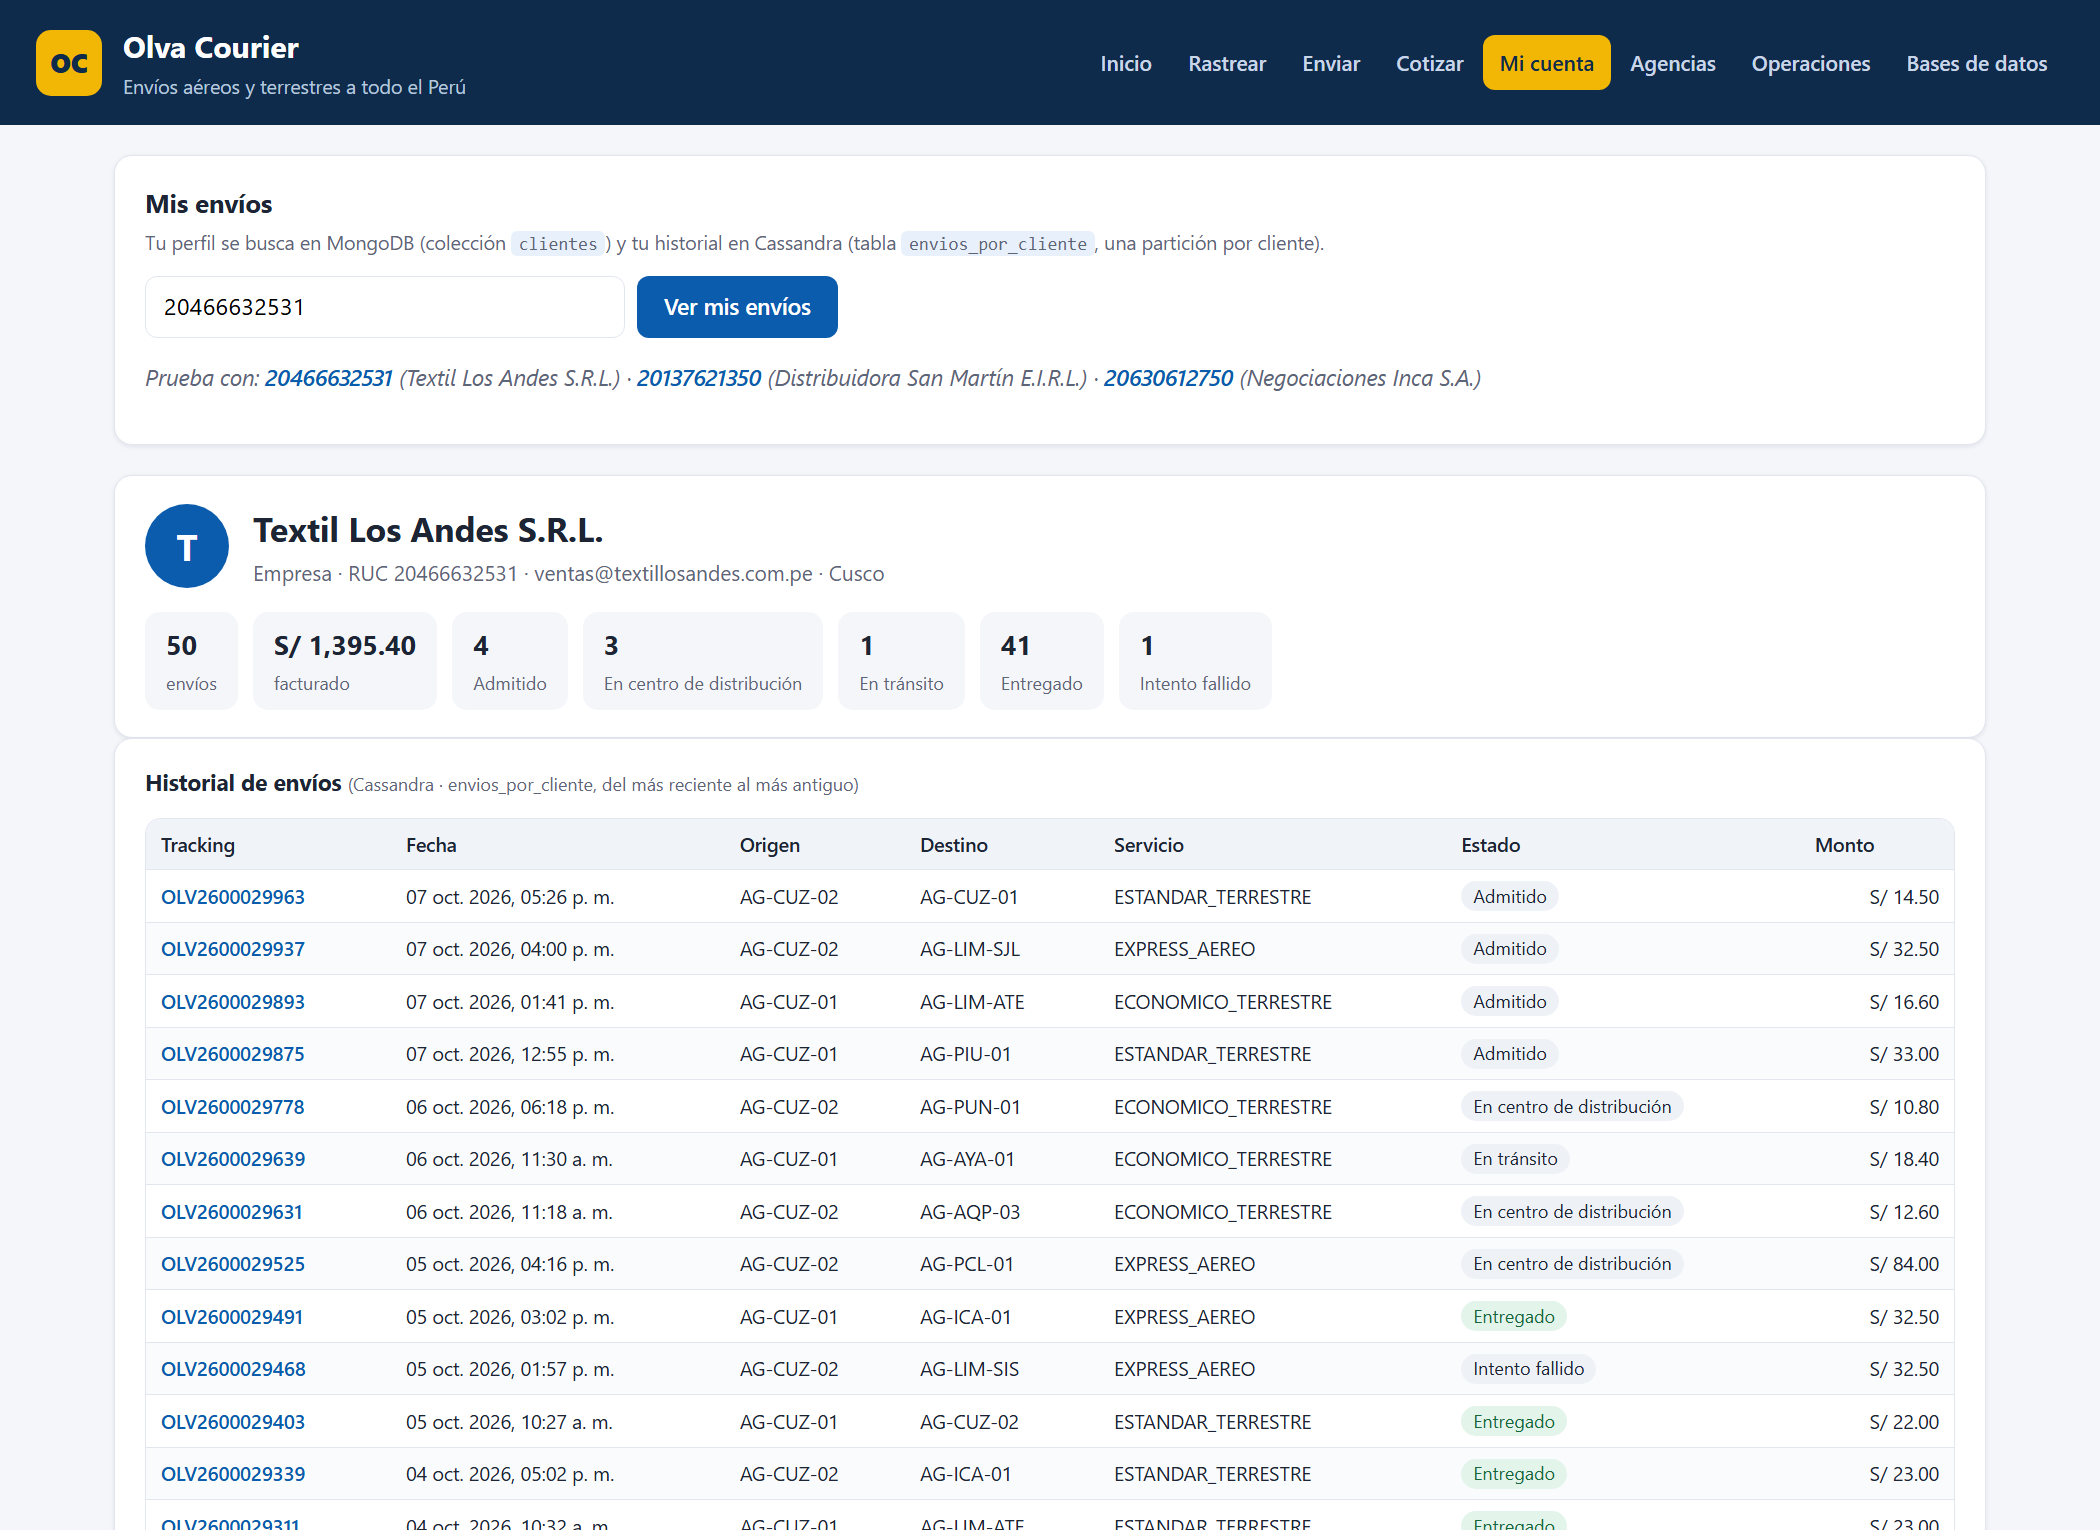 OC
Olva Courier
Envíos aéreos y terrestres a todo el Perú
Inicio Rastrear Enviar Cotizar Mi cuenta Agencias Operaciones Bases de datos
Mis envíos
Tu perfil se busca en MongoDB (colección clientes) y tu historial en Cassandra (tabla envios_por_cliente, una partición por cliente).
20466632531 Ver mis envíos
Prueba con: 20466632531 (Textil Los Andes S.R.L.) · 20137621350 (Distribuidora San Martín E.I.R.L.) · 20630612750 (Negociaciones Inca S.A.)
T
Textil Los Andes S.R.L.
Empresa · RUC 20466632531 · ventas@textillosandes.com.pe · Cusco
50 S/ 1,395.40 4 3 1 41 1
envíos facturado Admitido En centro de distribución En tránsito Entregado Intento fallido
Historial de envíos (Cassandra · envios_por_cliente, del más reciente al más antiguo)
Tracking Fecha Origen Destino Servicio Estado Monto
OLV2600029963 07 oct. 2026, 05:26 p. m. AG-CUZ-02 AG-CUZ-01 ESTANDAR_TERRESTRE Admitido S/ 14.50
OLV2600029937 07 oct. 2026, 04:00 p. m. AG-CUZ-02 AG-LIM-SJL EXPRESS_AEREO Admitido S/ 32.50
OLV2600029893 07 oct. 2026, 01:41 p. m. AG-CUZ-01 AG-LIM-ATE ECONOMICO_TERRESTRE Admitido S/ 16.60
OLV2600029875 07 oct. 2026, 12:55 p. m. AG-CUZ-01 AG-PIU-01 ESTANDAR_TERRESTRE Admitido S/ 33.00
OLV2600029778 06 oct. 2026, 06:18 p. m. AG-CUZ-02 AG-PUN-01 ECONOMICO_TERRESTRE En centro de distribución S/ 10.80
OLV2600029639 06 oct. 2026, 11:30 a. m. AG-CUZ-01 AG-AYA-01 ECONOMICO_TERRESTRE En tránsito S/ 18.40
OLV2600029631 06 oct. 2026, 11:18 a. m. AG-CUZ-02 AG-AQP-03 ECONOMICO_TERRESTRE En centro de distribución S/ 12.60
OLV2600029525 05 oct. 2026, 04:16 p. m. AG-CUZ-02 AG-PCL-01 EXPRESS_AEREO En centro de distribución S/ 84.00
OLV2600029491 05 oct. 2026, 03:02 p. m. AG-CUZ-01 AG-ICA-01 EXPRESS_AEREO Entregado S/ 32.50
OLV2600029468 05 oct. 2026, 01:57 p. m. AG-CUZ-02 AG-LIM-SIS EXPRESS_AEREO Intento fallido S/ 32.50
OLV2600029403 05 oct. 2026, 10:27 a. m. AG-CUZ-01 AG-CUZ-02 ESTANDAR_TERRESTRE Entregado S/ 22.00
OLV2600029339 04 oct. 2026, 05:02 p. m. AG-CUZ-02 AG-ICA-01 ESTANDAR_TERRESTRE Entregado S/ 23.00
OLV2600029311 04 oct. 2026, 10:32 a. m. AG-CUZ-01 AG-LIM-ATE ESTANDAR_TERRESTRE Entregado S/ 23.00